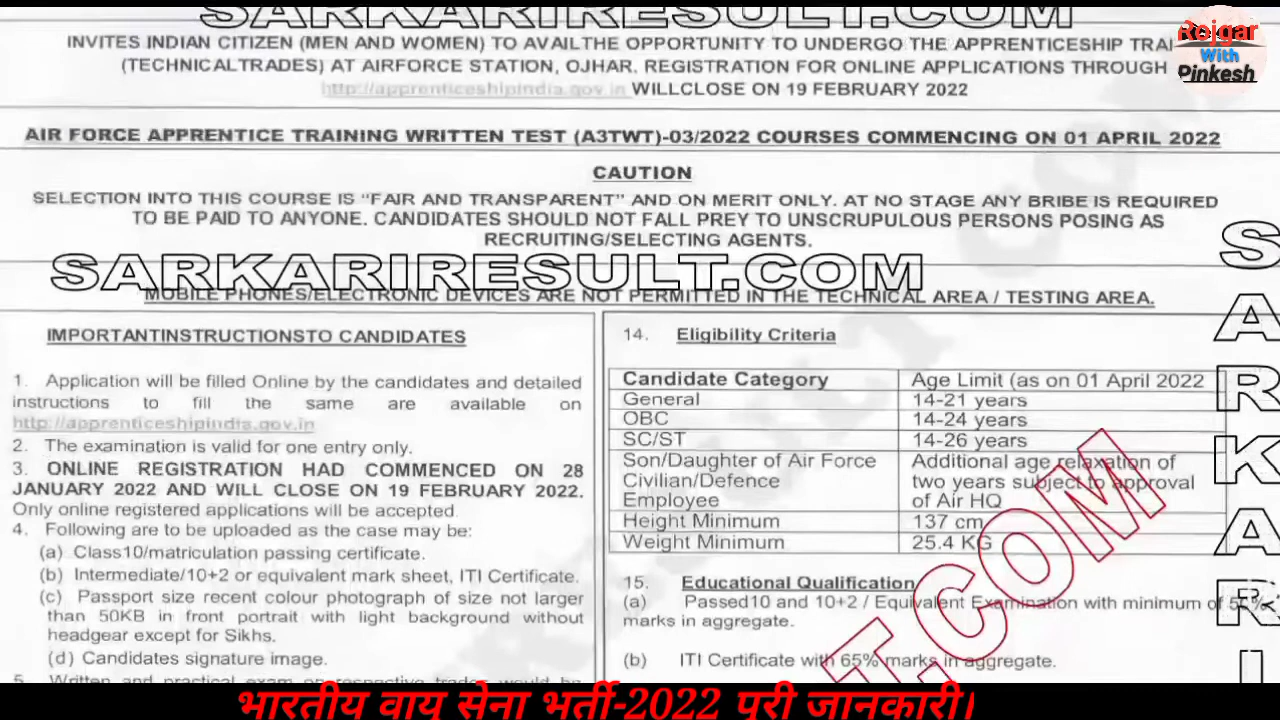 SARKARIRESULT.COM
INVITES INDIAN CITIZEN (MEN AND WOMEN) TO AVAILTHE OPPORTUNITY TO UNDERGO THE APPRENTICESHIP TRAI
(TECHNICALTRADES) AT AIRFORCE STATION, OJHAR. REGISTRATION FOR ONLINE APPLICATIONS THROUGH
http://apprenticeshipindia.gov.in WILLCLOSE ON 19 FEBRUARY 2022
Rojgar
With
Pinkesh
AIR FORCE APPRENTICE TRAINING WRITTEN TEST (A3TWT)-03/2022 COURSES COMMENCING ON 01 APRIL 2022
CAUTION
SELECTION INTO THIS COURSE IS "FAIR AND TRANSPARENT" AND ON MERIT ONLY. AT NO STAGE ANY BRIBE IS REQUIRED
TO BE PAID TO ANYONE. CANDIDATES SHOULD NOT FALL PREY TO UNSCRUPULOUS PERSONS POSING AS
RECRUITING/SELECTING AGENTS.
SARKARIRESULT.COM
MOBILE PHONES/ELECTRONIC DEVICES ARE NOT PERMITTED IN THE TECHNICAL AREA / TESTING AREA.
IMPORTANTINSTRUCTIONSTO CANDIDATES
1. Application will be filled Online by the candidates and detailed
instructions to fill the same are available on
http://apprenticeshipindia.gov.in
2. The examination is valid for one entry only.
3. ONLINE REGISTRATION HAD COMMENCED ON 28
JANUARY 2022 AND WILL CLOSE ON 19 FEBRUARY 2022.
Only online registered applications will be accepted.
4. Following are to be uploaded as the case may be:
(a) Class10/matriculation passing certificate.
(b) Intermediate/10+2 or equivalent mark sheet, ITI Certificate.
(c) Passport size recent colour photograph of size not larger
than 50KB in front portrait with light background without
headgear except for Sikhs.
(d) Candidates signature image.
5. Written and practical exam on respective trade would be
14. Eligibility Criteria
Candidate Category Age Limit (as on 01 April 2022
General 14-21 years
OBC 14-24 years
SC/ST 14-26 years
Son/Daughter of Air Force Additional age relaxation of
Civilian/Defence two years subject to approval
Employee of Air HQ
Height Minimum 137 cm
Weight Minimum 25.4 KG
15. Educational Qualification
(a) Passed10 and 10+2 / Equivalent Examination with minimum of
marks in aggregate.
(b) ITI Certificate with 65% marks in aggregate.
T.COM
SARKARI
भारतीय वायु सेना भर्ती-2022 पूरी जानकारी।